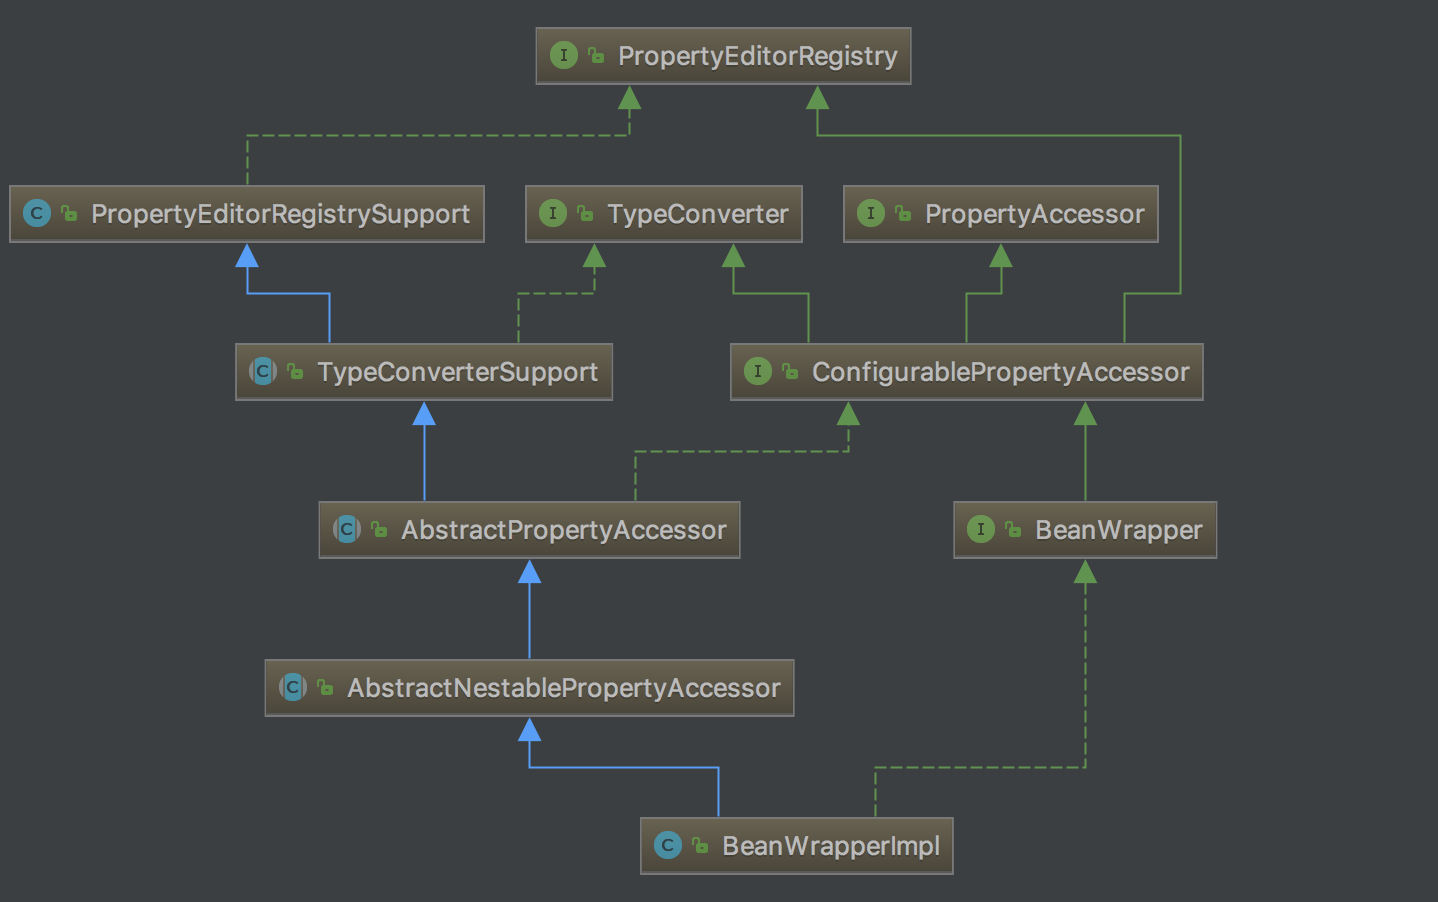 I PropertyEditorRegistry
C PropertyEditorRegistrySupport
I TypeConverter
I PropertyAccessor
C TypeConverterSupport
I ConfigurablePropertyAccessor
C AbstractPropertyAccessor
I BeanWrapper
C AbstractNestablePropertyAccessor
C BeanWrapperImpl